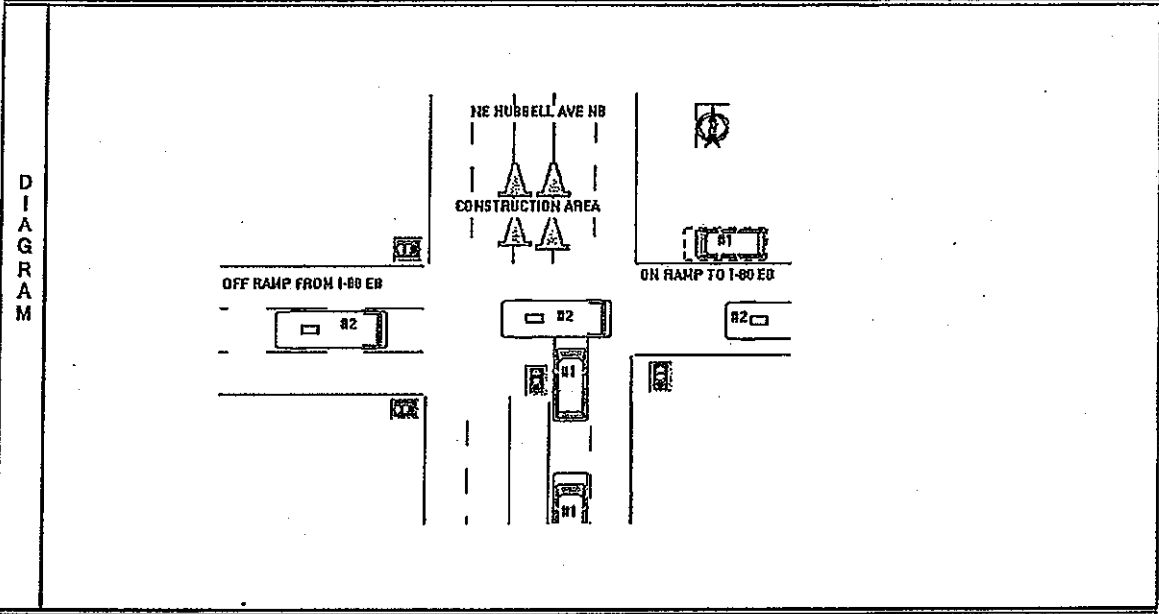 DIAGRAM
NE HUBBELL AVE NB
CONSTRUCTION AREA
#1
OFF RAMP FROM I-80 EB
ON RAMP TO I-80 EB
#2
#2
#2
#1
#1